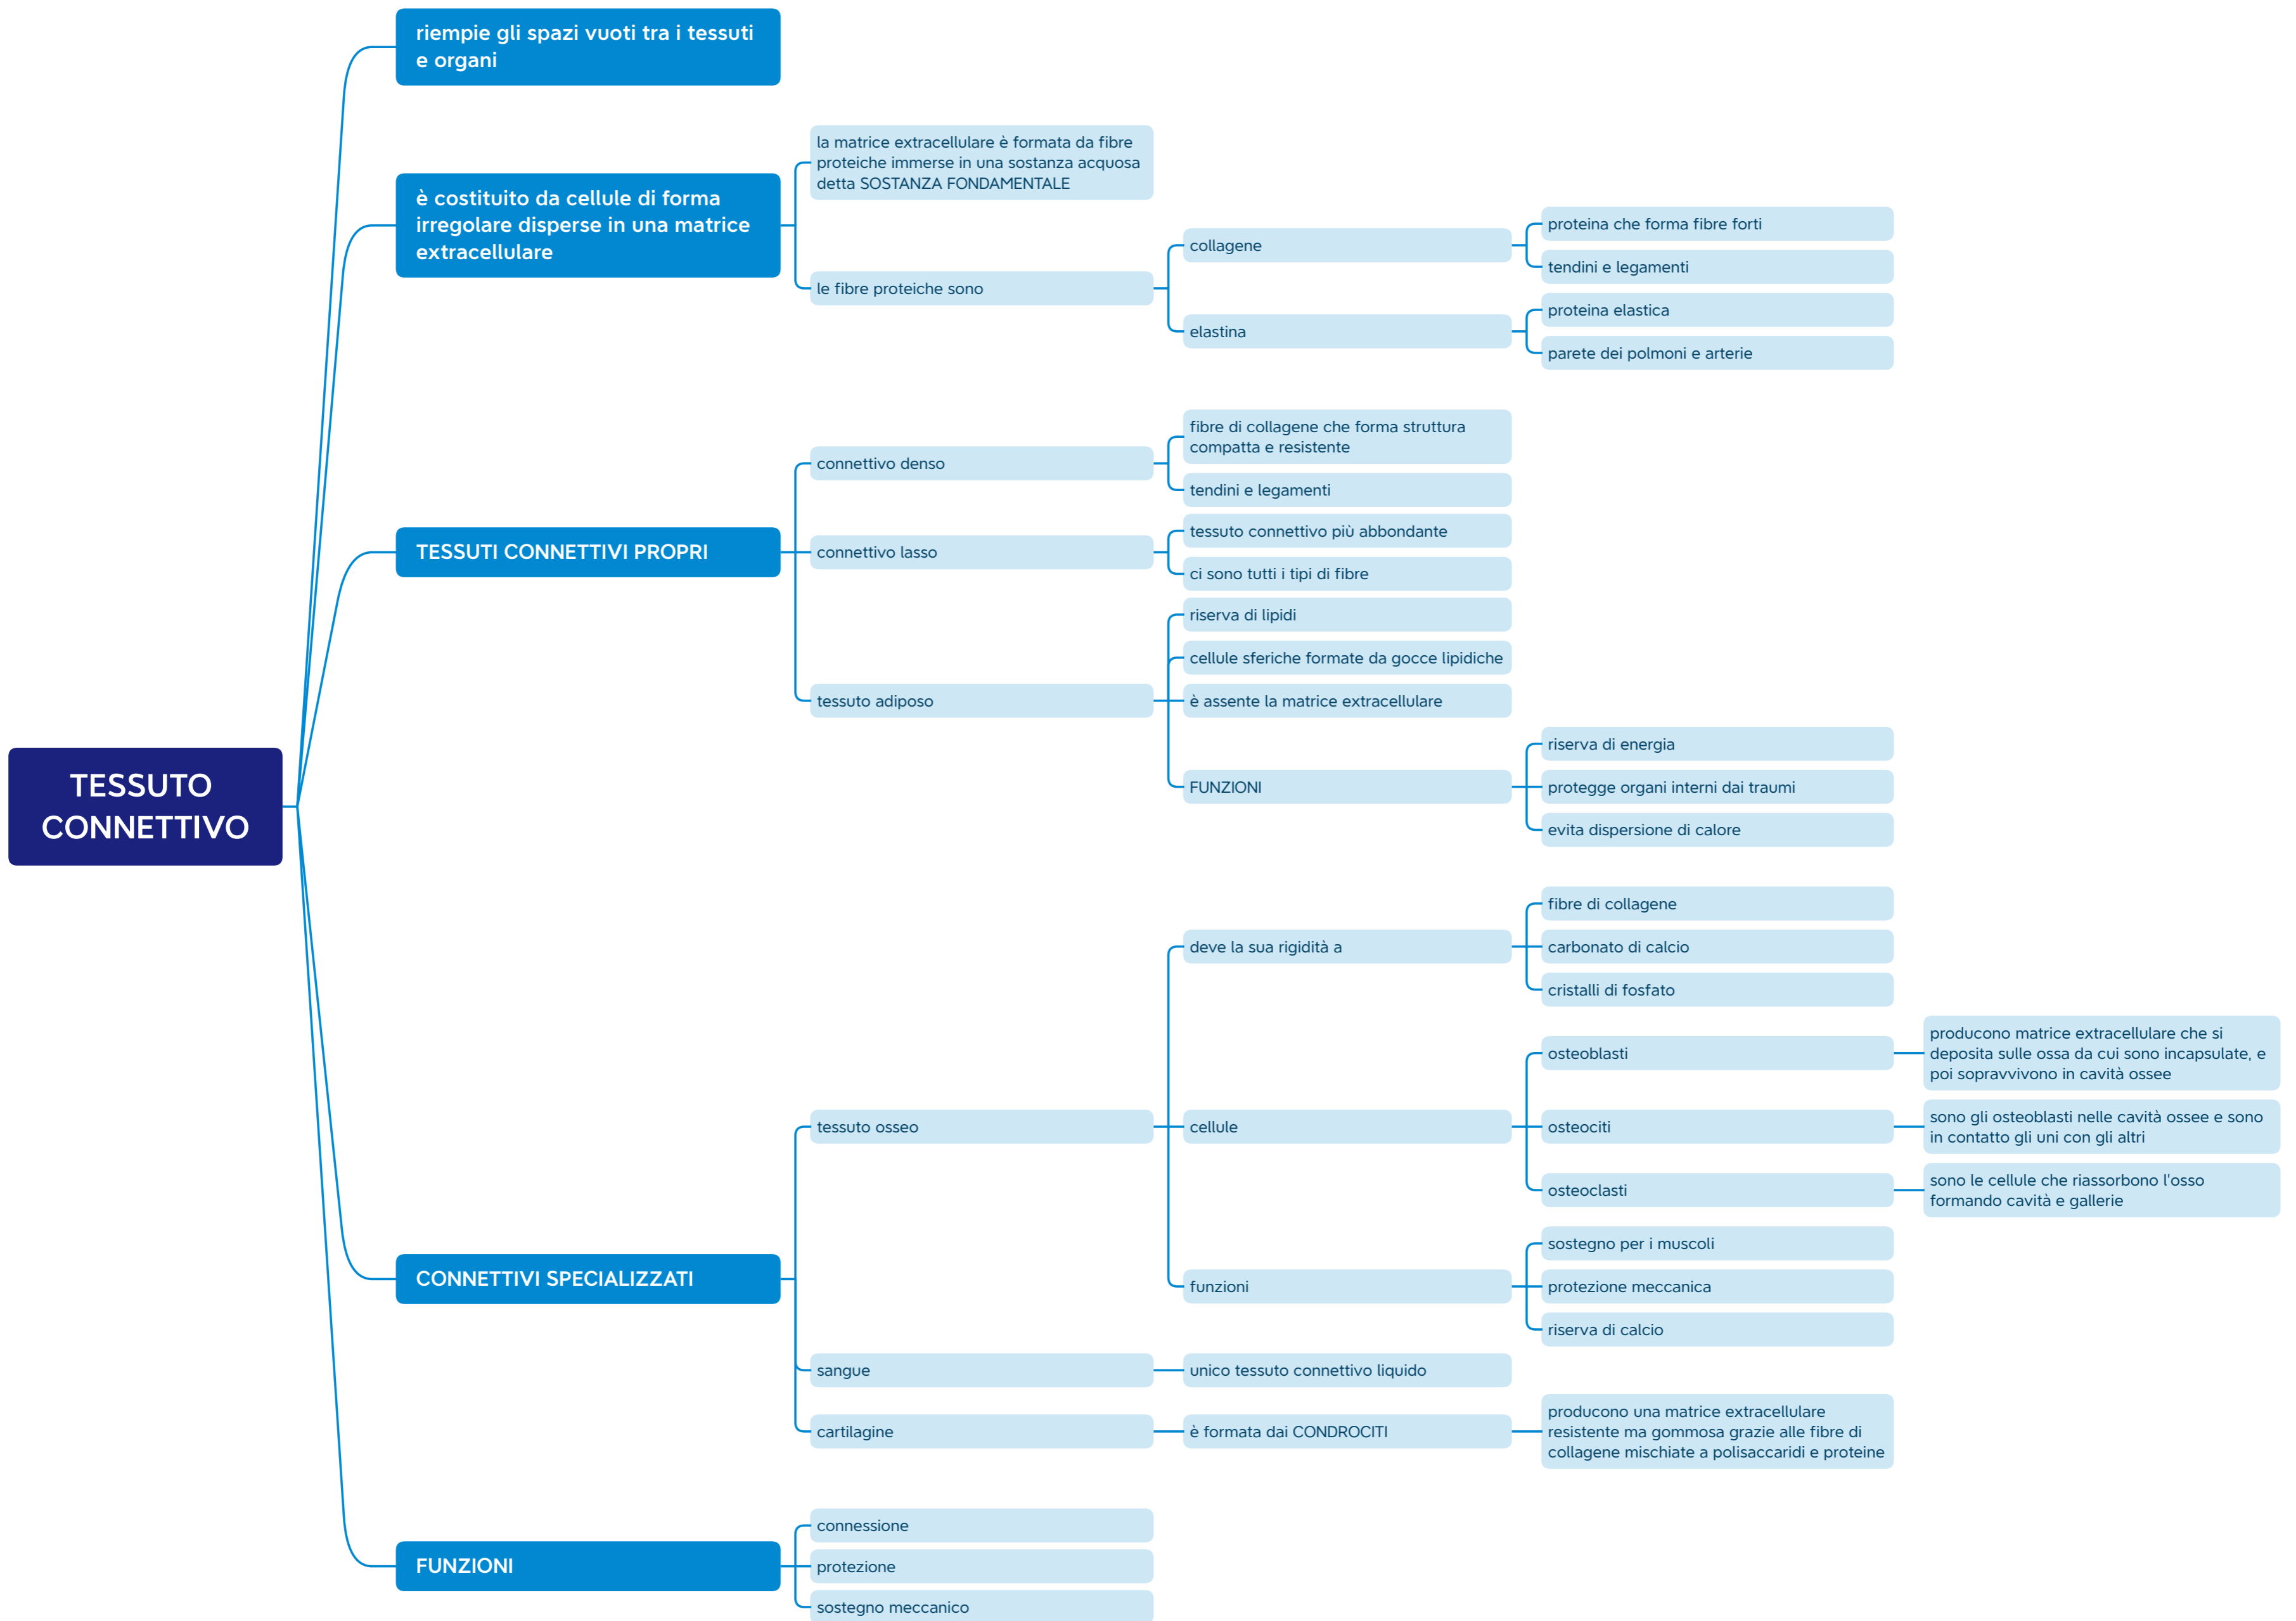 TESSUTO
CONNETTIVO
riempie gli spazi vuoti tra i tessuti
e organi
è costituito da cellule di forma
irregolare disperse in una matrice
extracellulare
la matrice extracellulare è formata da fibre
proteiche immerse in una sostanza acquosa
detta SOSTANZA FONDAMENTALE
le fibre proteiche sono
collagene
proteina che forma fibre forti
tendini e legamenti
elastina
proteina elastica
parete dei polmoni e arterie
TESSUTI CONNETTIVI PROPRI
connettivo denso
fibre di collagene che forma struttura
compatta e resistente
tendini e legamenti
connettivo lasso
tessuto connettivo più abbondante
ci sono tutti i tipi di fibre
tessuto adiposo
riserva di lipidi
cellule sferiche formate da gocce lipidiche
è assente la matrice extracellulare
FUNZIONI
riserva di energia
protegge organi interni dai traumi
evita dispersione di calore
CONNETTIVI SPECIALIZZATI
tessuto osseo
deve la sua rigidità a
fibre di collagene
carbonato di calcio
cristalli di fosfato
cellule
osteoblasti
producono matrice extracellulare che si
deposita sulle ossa da cui sono incapsulate, e
poi sopravvivono in cavità ossee
osteociti
sono gli osteoblasti nelle cavità ossee e sono
in contatto gli uni con gli altri
osteoclasti
sono le cellule che riassorbono l'osso
formando cavità e gallerie
funzioni
sostegno per i muscoli
protezione meccanica
riserva di calcio
sangue
unico tessuto connettivo liquido
cartilagine
è formata dai CONDROCITI
producono una matrice extracellulare
resistente ma gommosa grazie alle fibre di
collagene mischiate a polisaccaridi e proteine
FUNZIONI
connessione
protezione
sostegno meccanico